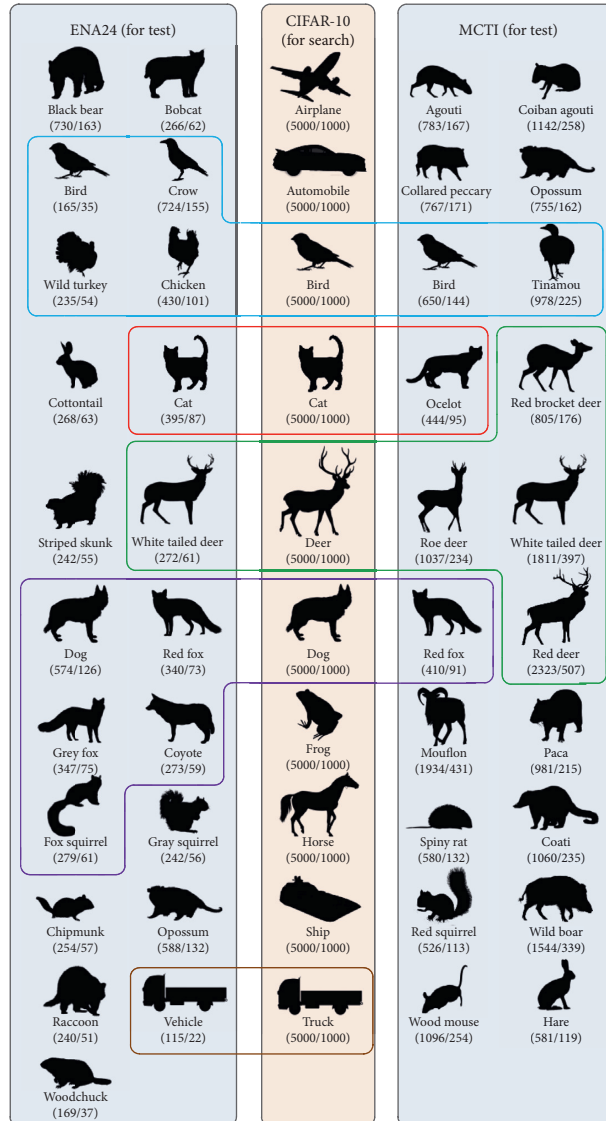 ENA24 (for test)
CIFAR-10
(for search)
MCTI (for test)
Black bear
(730/163)
Bobcat
(266/62)
Airplane
(5000/1000)
Agouti
(783/167)
Coiban agouti
(1142/258)
Bird
(165/35)
Crow
(724/155)
Automobile
(5000/1000)
Collared peccary
(767/171)
Opossum
(755/162)
Wild turkey
(235/54)
Chicken
(430/101)
Bird
(5000/1000)
Bird
(650/144)
Tinamou
(978/225)
Cottontail
(268/63)
Cat
(395/87)
Cat
(5000/1000)
Ocelot
(444/95)
Red brocket deer
(805/176)
Striped skunk
(242/55)
White tailed deer
(272/61)
Deer
(5000/1000)
Roe deer
(1037/234)
White tailed deer
(1811/397)
Dog
(574/126)
Red fox
(340/73)
Dog
(5000/1000)
Red fox
(410/91)
Red deer
(2323/507)
Grey fox
(347/75)
Coyote
(273/59)
Frog
(5000/1000)
Mouflon
(1934/431)
Paca
(981/215)
Fox squirrel
(279/61)
Gray squirrel
(242/56)
Horse
(5000/1000)
Spiny rat
(580/132)
Coati
(1060/235)
Chipmunk
(254/57)
Opossum
(588/132)
Ship
(5000/1000)
Red squirrel
(526/113)
Wild boar
(1544/339)
Raccoon
(240/51)
Vehicle
(115/22)
Truck
(5000/1000)
Wood mouse
(1096/254)
Hare
(581/119)
Woodchuck
(169/37)